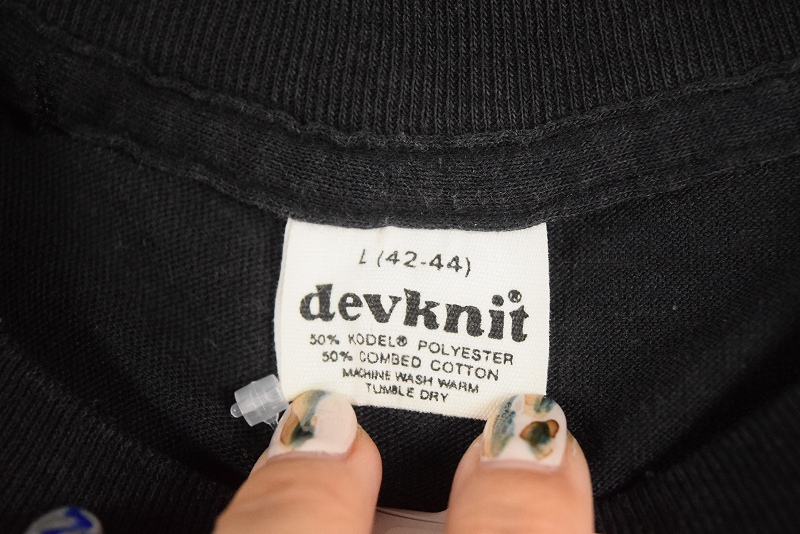 L (42-44)
devknit®
50% KODEL® POLYESTER
50% COMBED COTTON
MACHINE WASH WARM
TUMBLE DRY